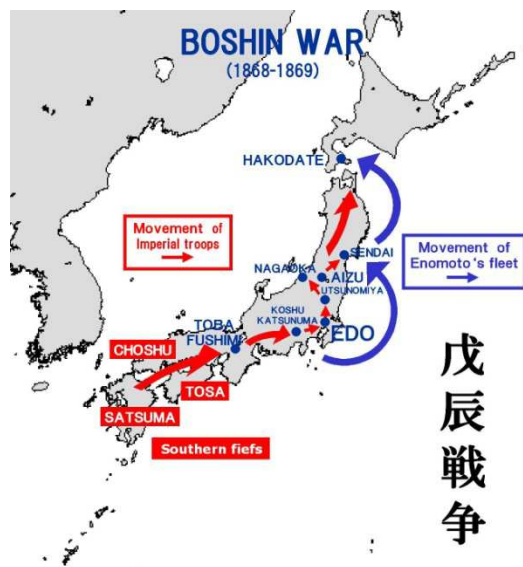 BOSHIN WAR
(1868-1869)
HAKODATE
Movement of
Imperial troops
SENDAI
Movement of
Enomoto's fleet
NAGAOKA
AIZU
UTSUNOMIYA
KOSHU
KATSUNUMA
TOBA
FUSHIMI
EDO
CHOSHU
TOSA
SATSUMA
Southern fiefs
戊辰戦争